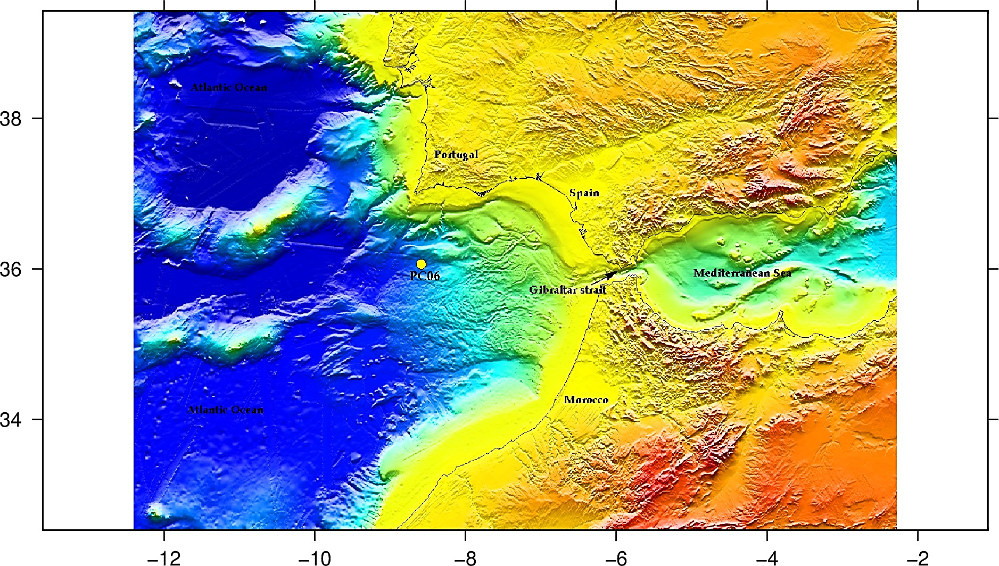 Atlantic Ocean
38
Portugal
Spain
36
PC06
Mediterranean Sea
Gibraltar strait
Morocco
Atlantic Ocean
34
−12 −10 −8 −6 −4 −2